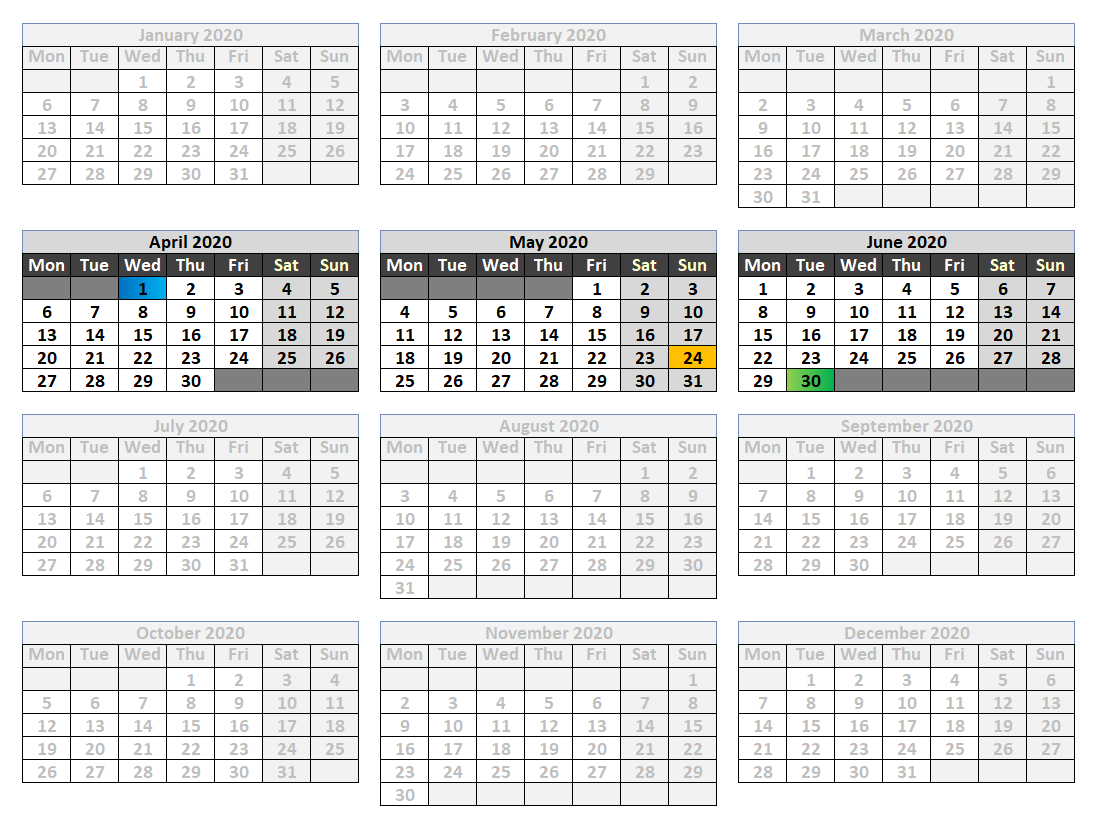 January 2020 February 2020 March 2020
Mon Tue Wed Thu Fri Sat Sun Mon Tue Wed Thu Fri Sat Sun Mon Tue Wed Thu Fri Sat Sun
1 2 3 4 5 1 2 1
6 7 8 9 10 11 12 3 4 5 6 7 8 9 2 3 4 5 6 7 8
13 14 15 16 17 18 19 10 11 12 13 14 15 16 9 10 11 12 13 14 15
20 21 22 23 24 25 26 17 18 19 20 21 22 23 16 17 18 19 20 21 22
27 28 29 30 31 24 25 26 27 28 29 23 24 25 26 27 28 29
30 31
April 2020 May 2020 June 2020
Mon Tue Wed Thu Fri Sat Sun Mon Tue Wed Thu Fri Sat Sun Mon Tue Wed Thu Fri Sat Sun
1 2 3 4 5 1 2 3 1 2 3 4 5 6 7
6 7 8 9 10 11 12 4 5 6 7 8 9 10 8 9 10 11 12 13 14
13 14 15 16 17 18 19 11 12 13 14 15 16 17 15 16 17 18 19 20 21
20 21 22 23 24 25 26 18 19 20 21 22 23 24 22 23 24 25 26 27 28
27 28 29 30 25 26 27 28 29 30 31 29 30
July 2020 August 2020 September 2020
Mon Tue Wed Thu Fri Sat Sun Mon Tue Wed Thu Fri Sat Sun Mon Tue Wed Thu Fri Sat Sun
1 2 3 4 5 1 2 1 2 3 4 5 6
6 7 8 9 10 11 12 3 4 5 6 7 8 9 7 8 9 10 11 12 13
13 14 15 16 17 18 19 10 11 12 13 14 15 16 14 15 16 17 18 19 20
20 21 22 23 24 25 26 17 18 19 20 21 22 23 21 22 23 24 25 26 27
27 28 29 30 31 24 25 26 27 28 29 30 28 29 30
31
October 2020 November 2020 December 2020
Mon Tue Wed Thu Fri Sat Sun Mon Tue Wed Thu Fri Sat Sun Mon Tue Wed Thu Fri Sat Sun
1 2 3 4 1 1 2 3 4 5 6
5 6 7 8 9 10 11 2 3 4 5 6 7 8 7 8 9 10 11 12 13
12 13 14 15 16 17 18 9 10 11 12 13 14 15 14 15 16 17 18 19 20
19 20 21 22 23 24 25 16 17 18 19 20 21 22 21 22 23 24 25 26 27
26 27 28 29 30 31 23 24 25 26 27 28 29 28 29 30 31
30